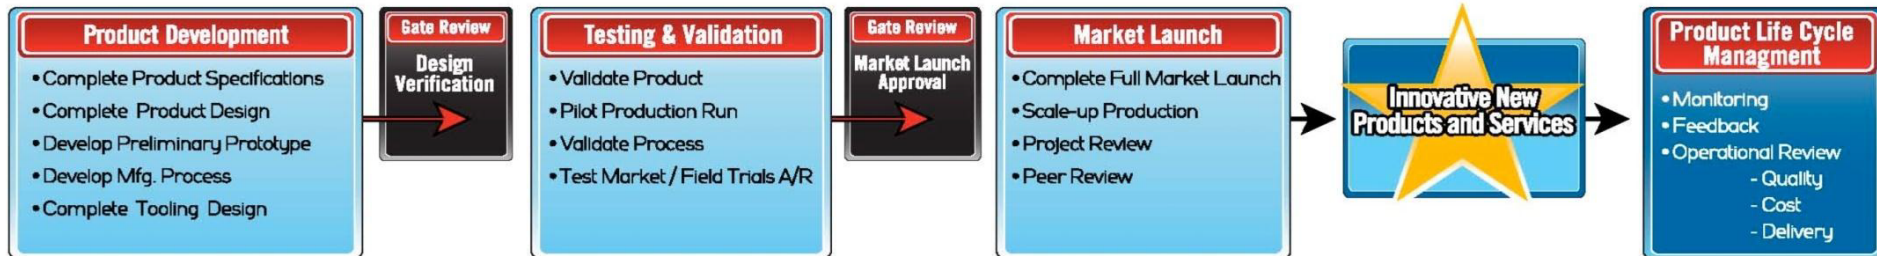 Product Development
•Complete Product Specifications
•Complete Product Design
•Develop Preliminary Prototype
•Develop Mfg. Process
•Complete Tooling Design
Gate Review
Design
Verification
Testing & Validation
•Validate Product
•Pilot Production Run
•Validate Process
•Test Market / Field Trials A/R
Gate Review
Market Launch
Approval
Market Launch
•Complete Full Market Launch
•Scale-up Production
•Project Review
•Peer Review
Innovative New
Products and Services
Product Life Cycle
Managment
•Monitoring
•Feedback
•Operational Review
- Quality
- Cost
- Delivery